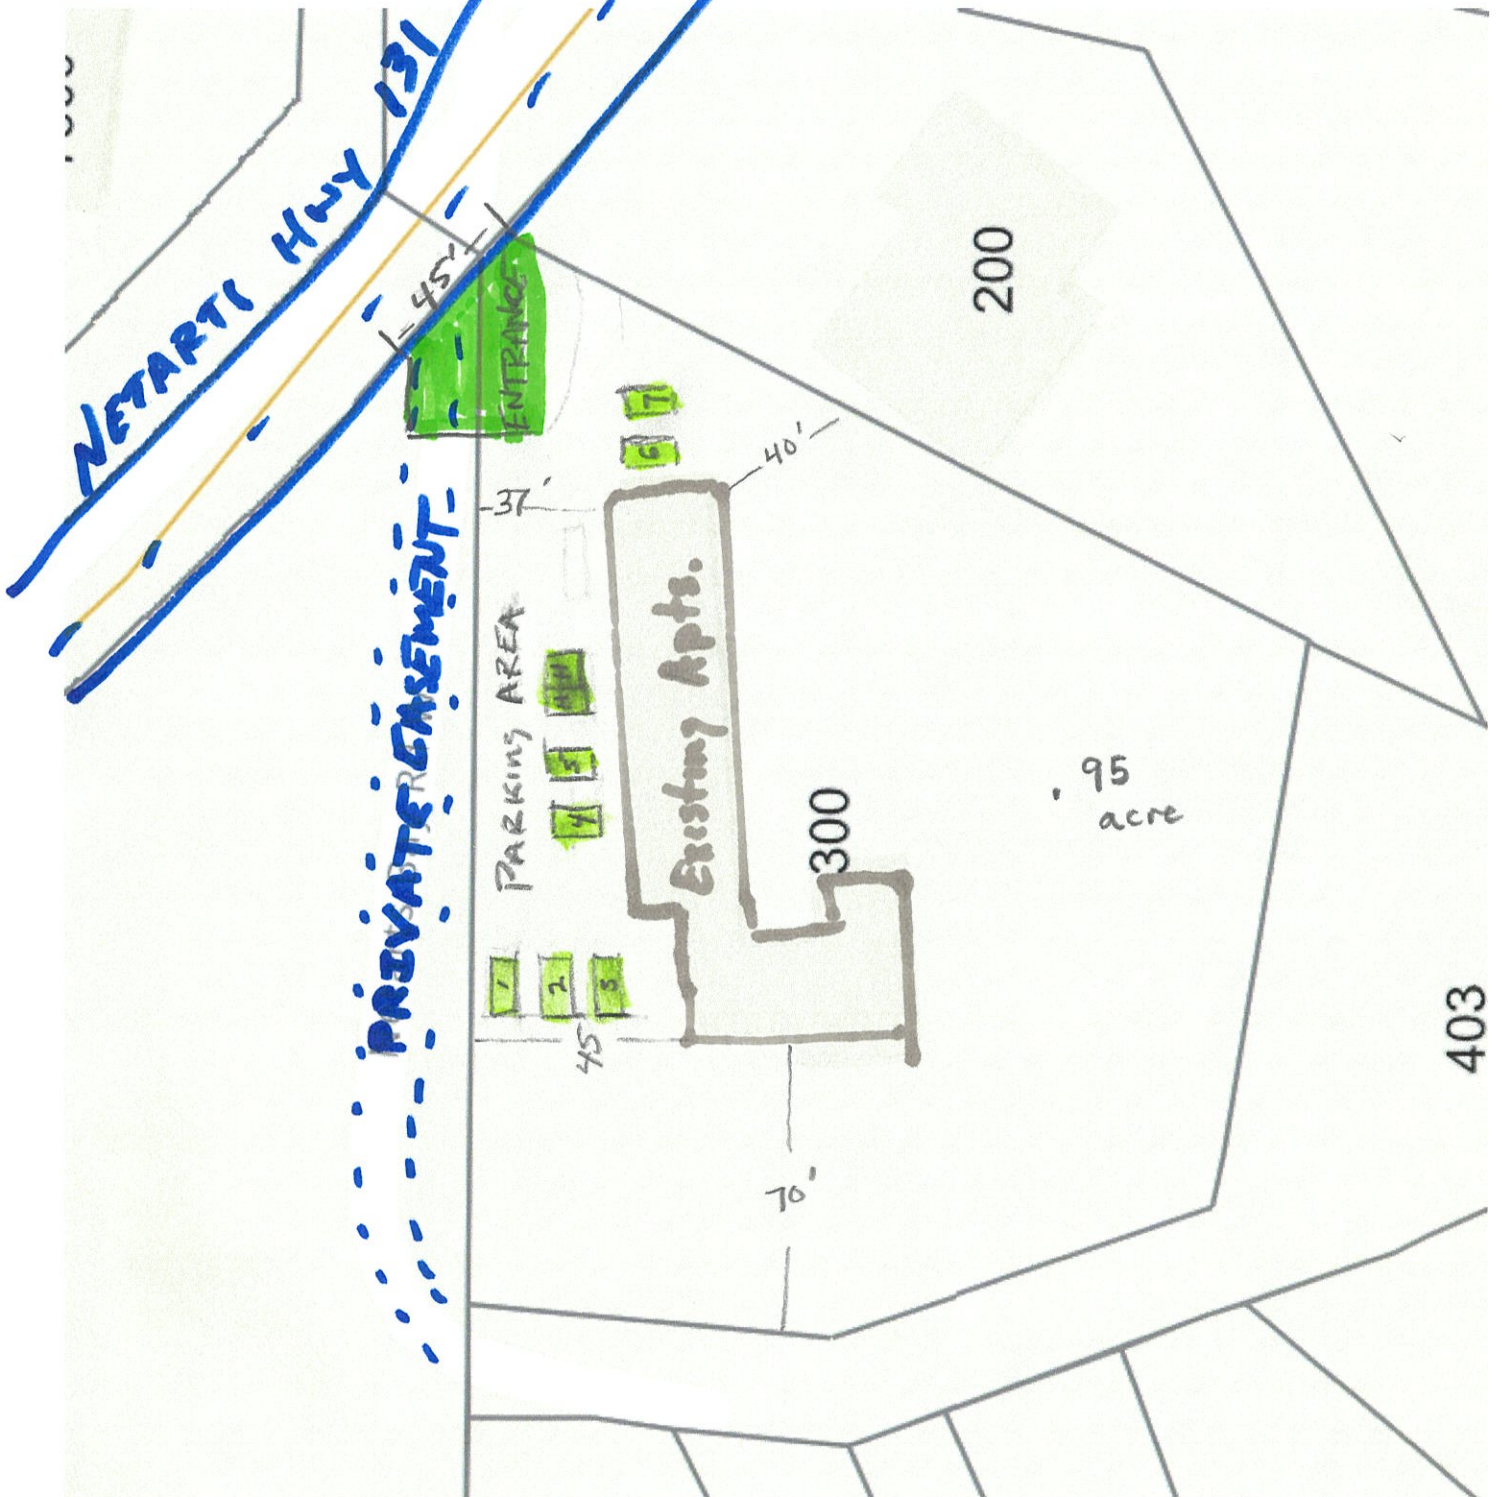 NETARTS HWY 131
-45'-
ENTRANCE
200
7
6
40'
37'
PRIVATE EASEMENT
PARKING AREA
Existing Apts.
5
4
300
.95
acre
1
2
3
45
70'
403